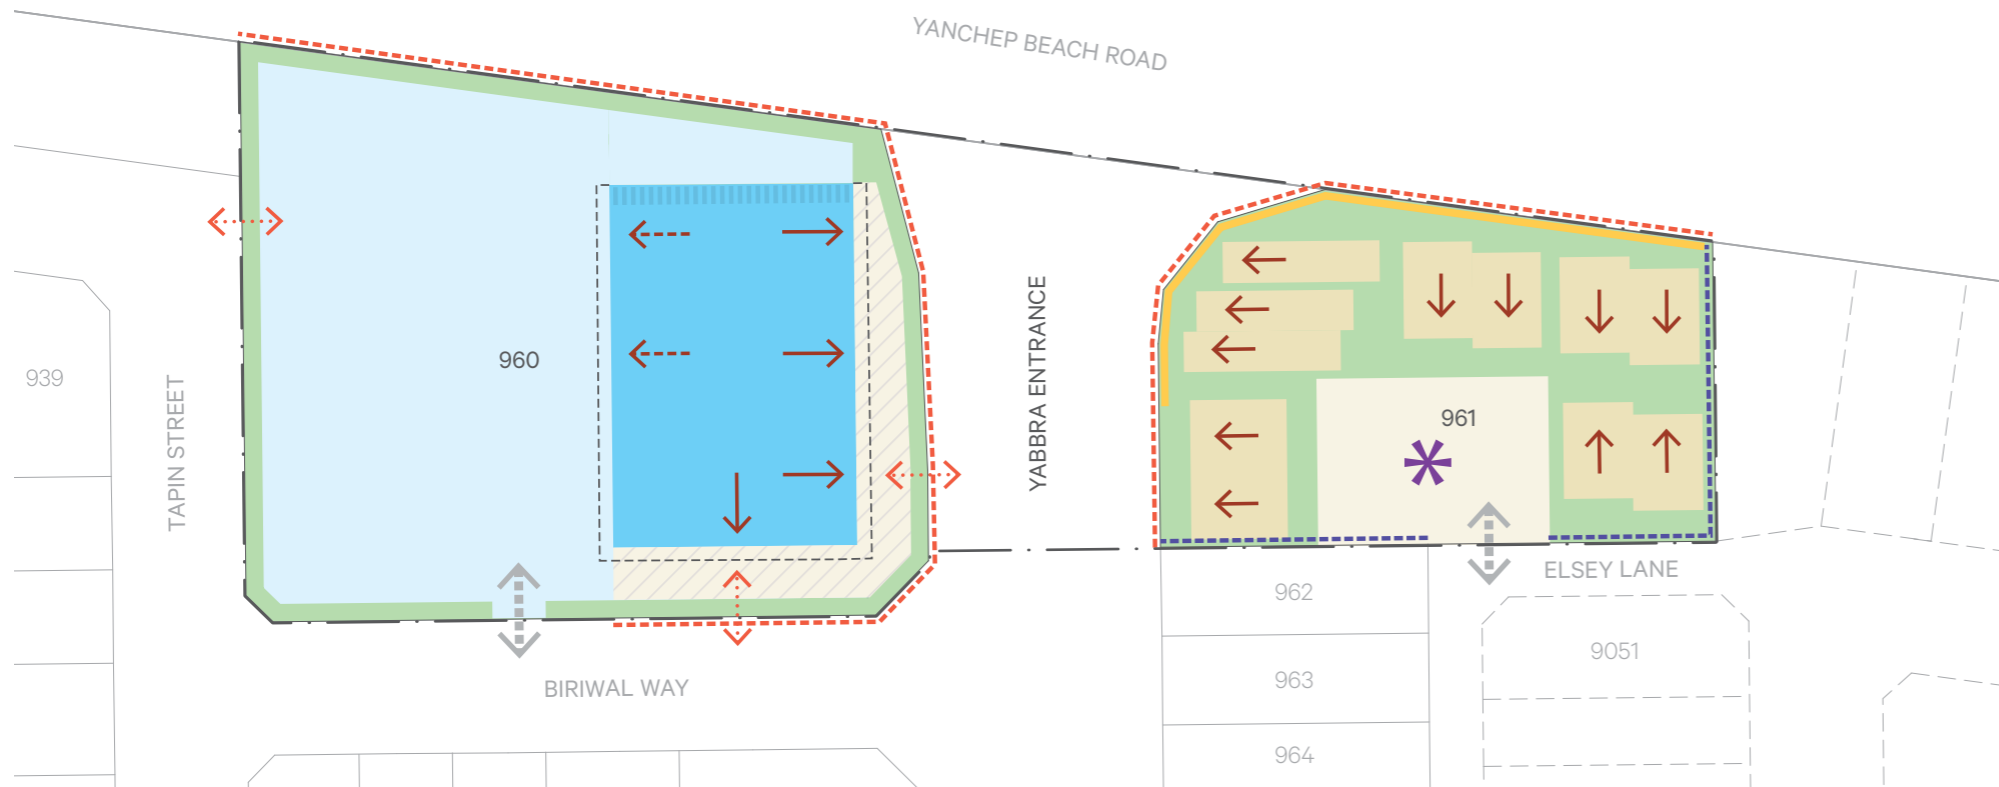 YANCHEP BEACH ROAD
960
939
TAPIN STREET
YABBRA ENTRANCE
961
ELSEY LANE
962
9051
963
BIRIWAL WAY
964